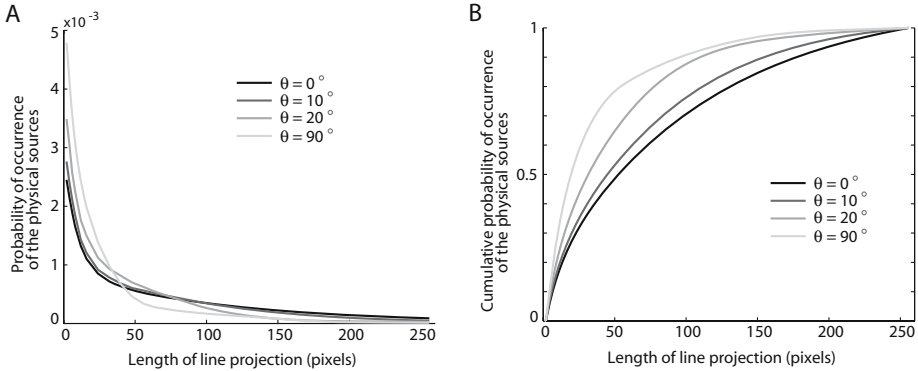 A
×10 -3
5
4
3
2
1
0
0
50
100
150
200
250
Probability of occurrence
of the physical sources
Length of line projection (pixels)
θ = 0 °
θ = 10 °
θ = 20 °
θ = 90 °
B
1
0.5
0
0
50
100
150
200
250
Cumulative probability of occurrence
of the physical sources
Length of line projection (pixels)
θ = 0 °
θ = 10 °
θ = 20 °
θ = 90 °